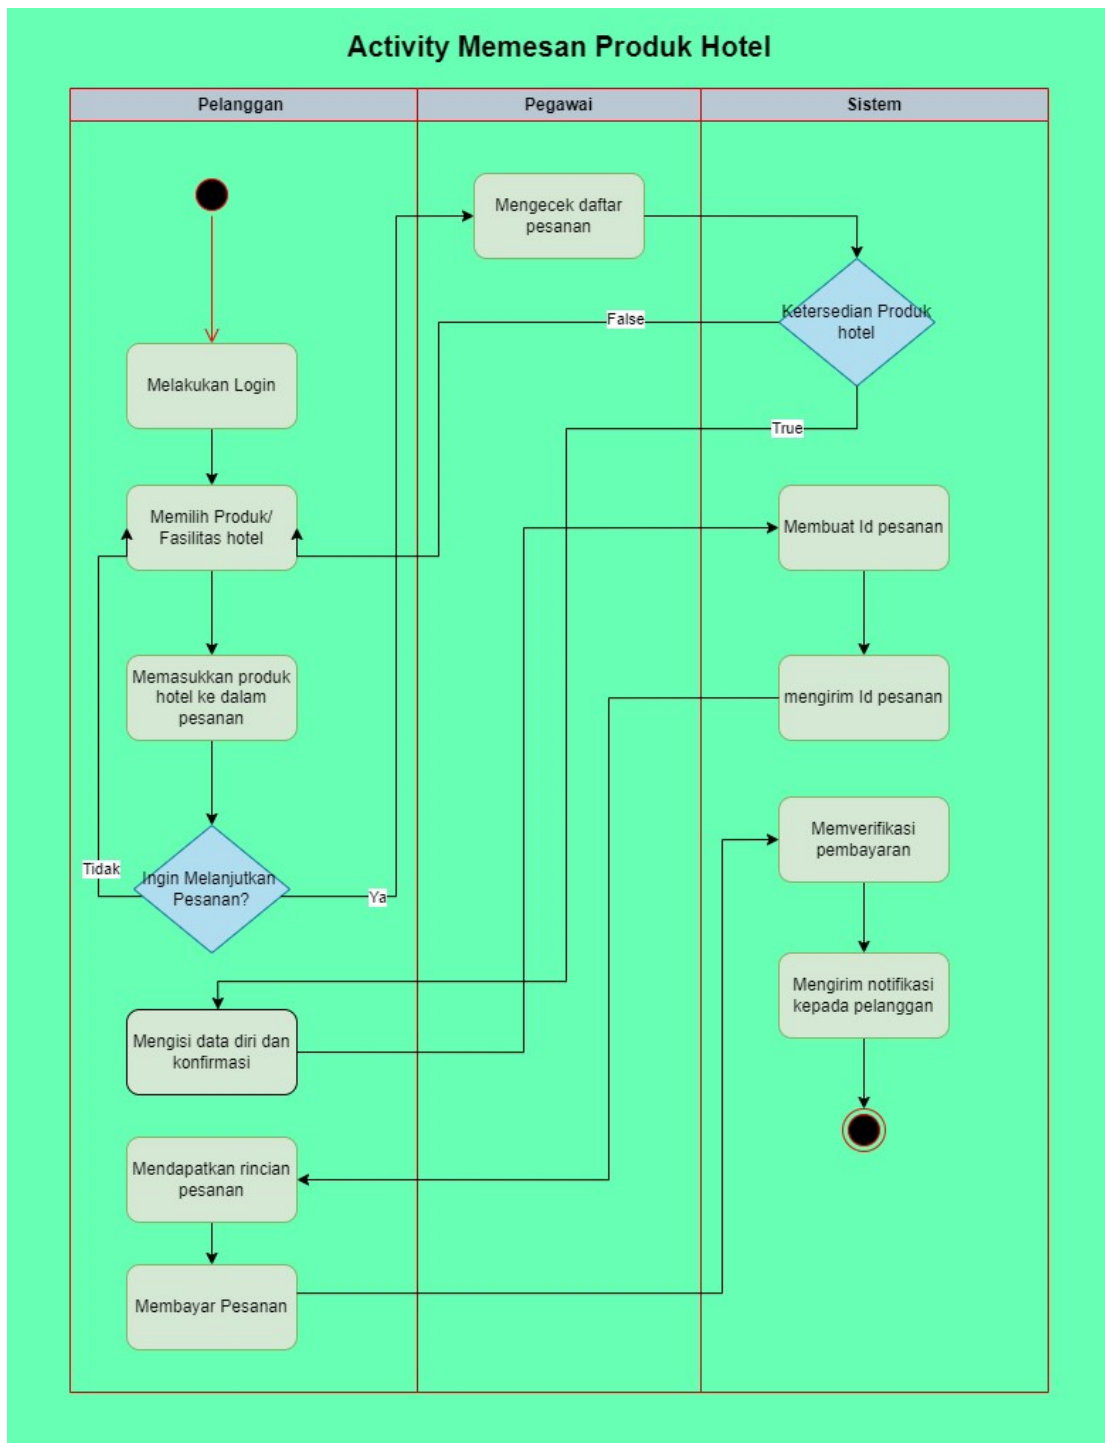 Activity Memesan Produk Hotel
Pelanggan
Pegawai
Sistem
Mengecek daftar
pesanan
Ketersedian Produk
hotel
False
True
Melakukan Login
Memilih Produk/
Fasilitas hotel
Membuat Id pesanan
Memasukkan produk
hotel ke dalam
pesanan
mengirim Id pesanan
Ingin Melanjutkan
Pesanan?
Tidak
Ya
Memverifikasi
pembayaran
Mengirim notifikasi
kepada pelanggan
Mengisi data diri dan
konfirmasi
Mendapatkan rincian
pesanan
Membayar Pesanan